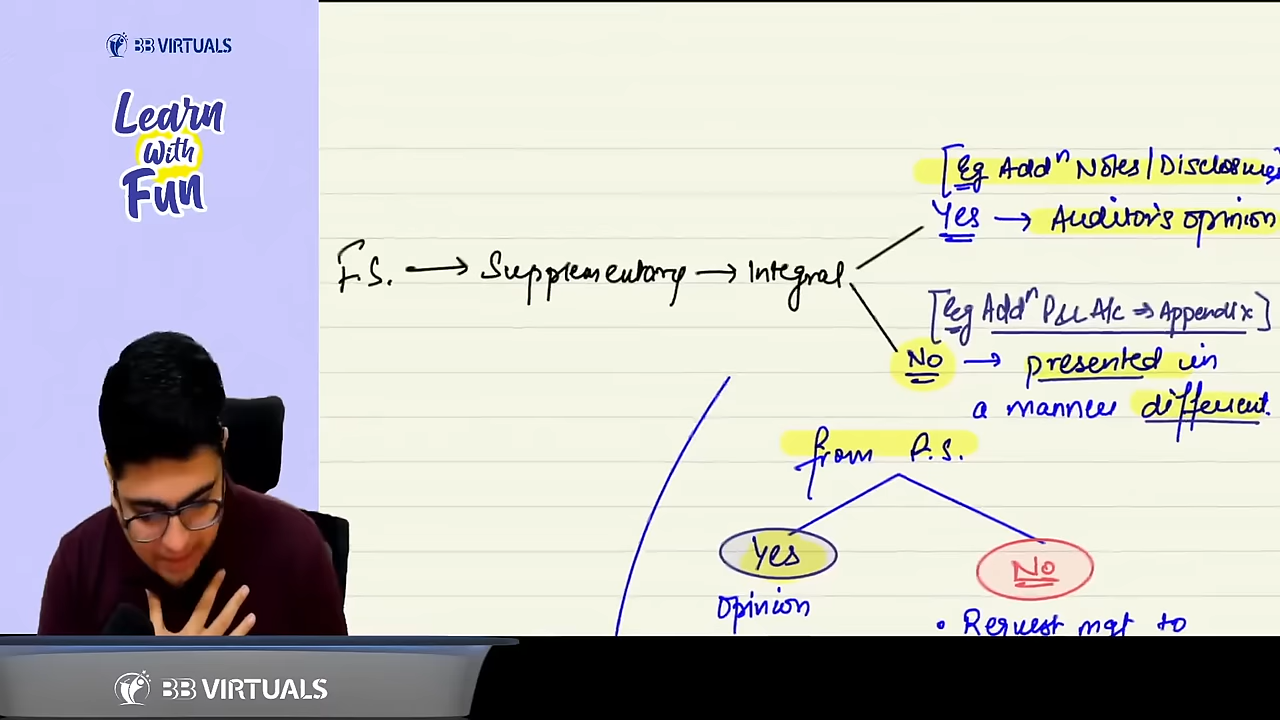 BB VIRTUALS
Learn
With
Fun
[Eg Addⁿ Notes/Disclosures]
Yes → Auditor's opinion
F.S. → Supplementary → Integral
[Eg Addⁿ P&L A/c ⇒ Appendix]
No → presented in
a manner different
from F.S.
Yes
No
opinion
• Request mgt to
BB VIRTUALS